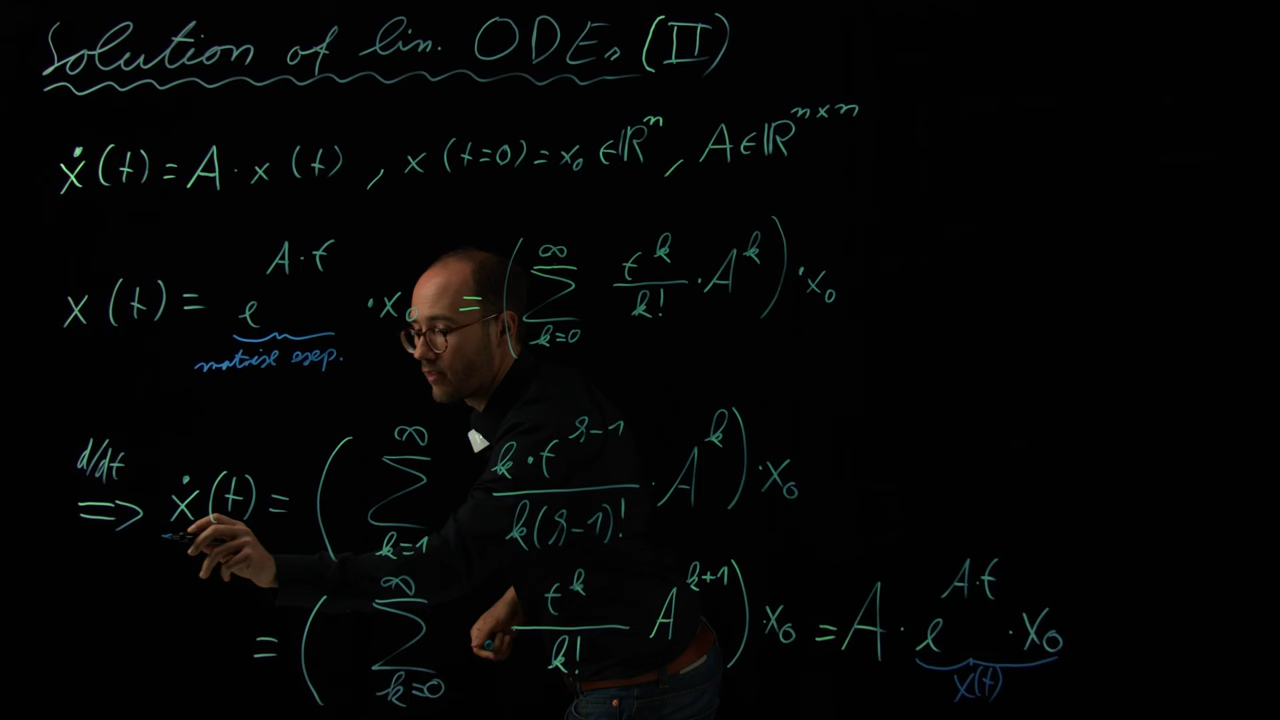 Solution of lin. ODEs (II)
ẋ(t) = A · x(t) , x(t=0) = x₀ ∈ ℝⁿ , A ∈ ℝⁿˣⁿ
x(t) = e^{A·t} · x₀ = ( ∑_{k=0}^{∞} t^k / k! · A^k ) · x₀
matrix exp.
d/dt ⟹ ẋ(t) = ( ∑_{k=1}^{∞} k · t^{k-1} / k(k-1)! · A^k ) · x₀
= ( ∑_{k=0}^{∞} t^k / k! A^{k+1} ) · x₀ = A · e^{A·t} · x₀
x(t)